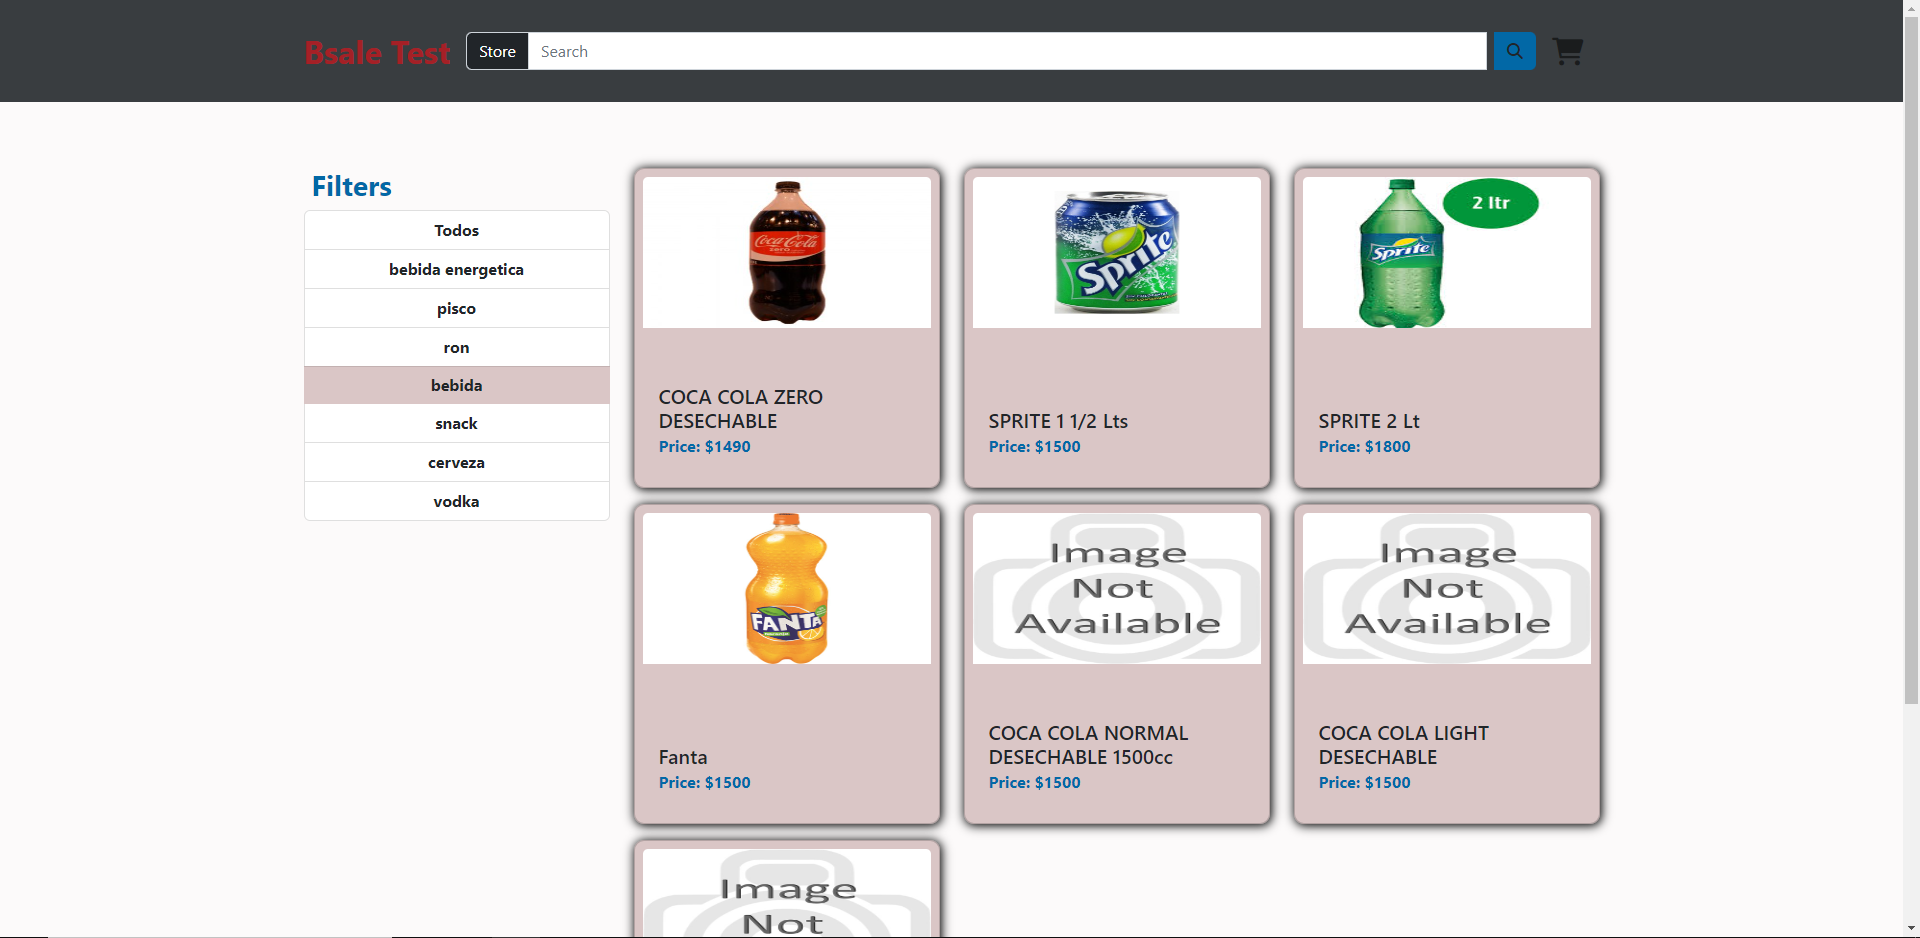 Bsale Test
Store
Search
Filters
Todos
bebida energetica
pisco
ron
bebida
snack
cerveza
vodka
Coca-Cola
zero
COCA COLA ZERO
DESECHABLE
Price: $1490
Sprite
SPRITE 1 1/2 Lts
Price: $1500
2 ltr
Sprite
SPRITE 2 Lt
Price: $1800
FANTA
Fanta
Price: $1500
Image
Not
Available
COCA COLA NORMAL
DESECHABLE 1500cc
Price: $1500
Image
Not
Available
COCA COLA LIGHT
DESECHABLE
Price: $1500
Image
Not